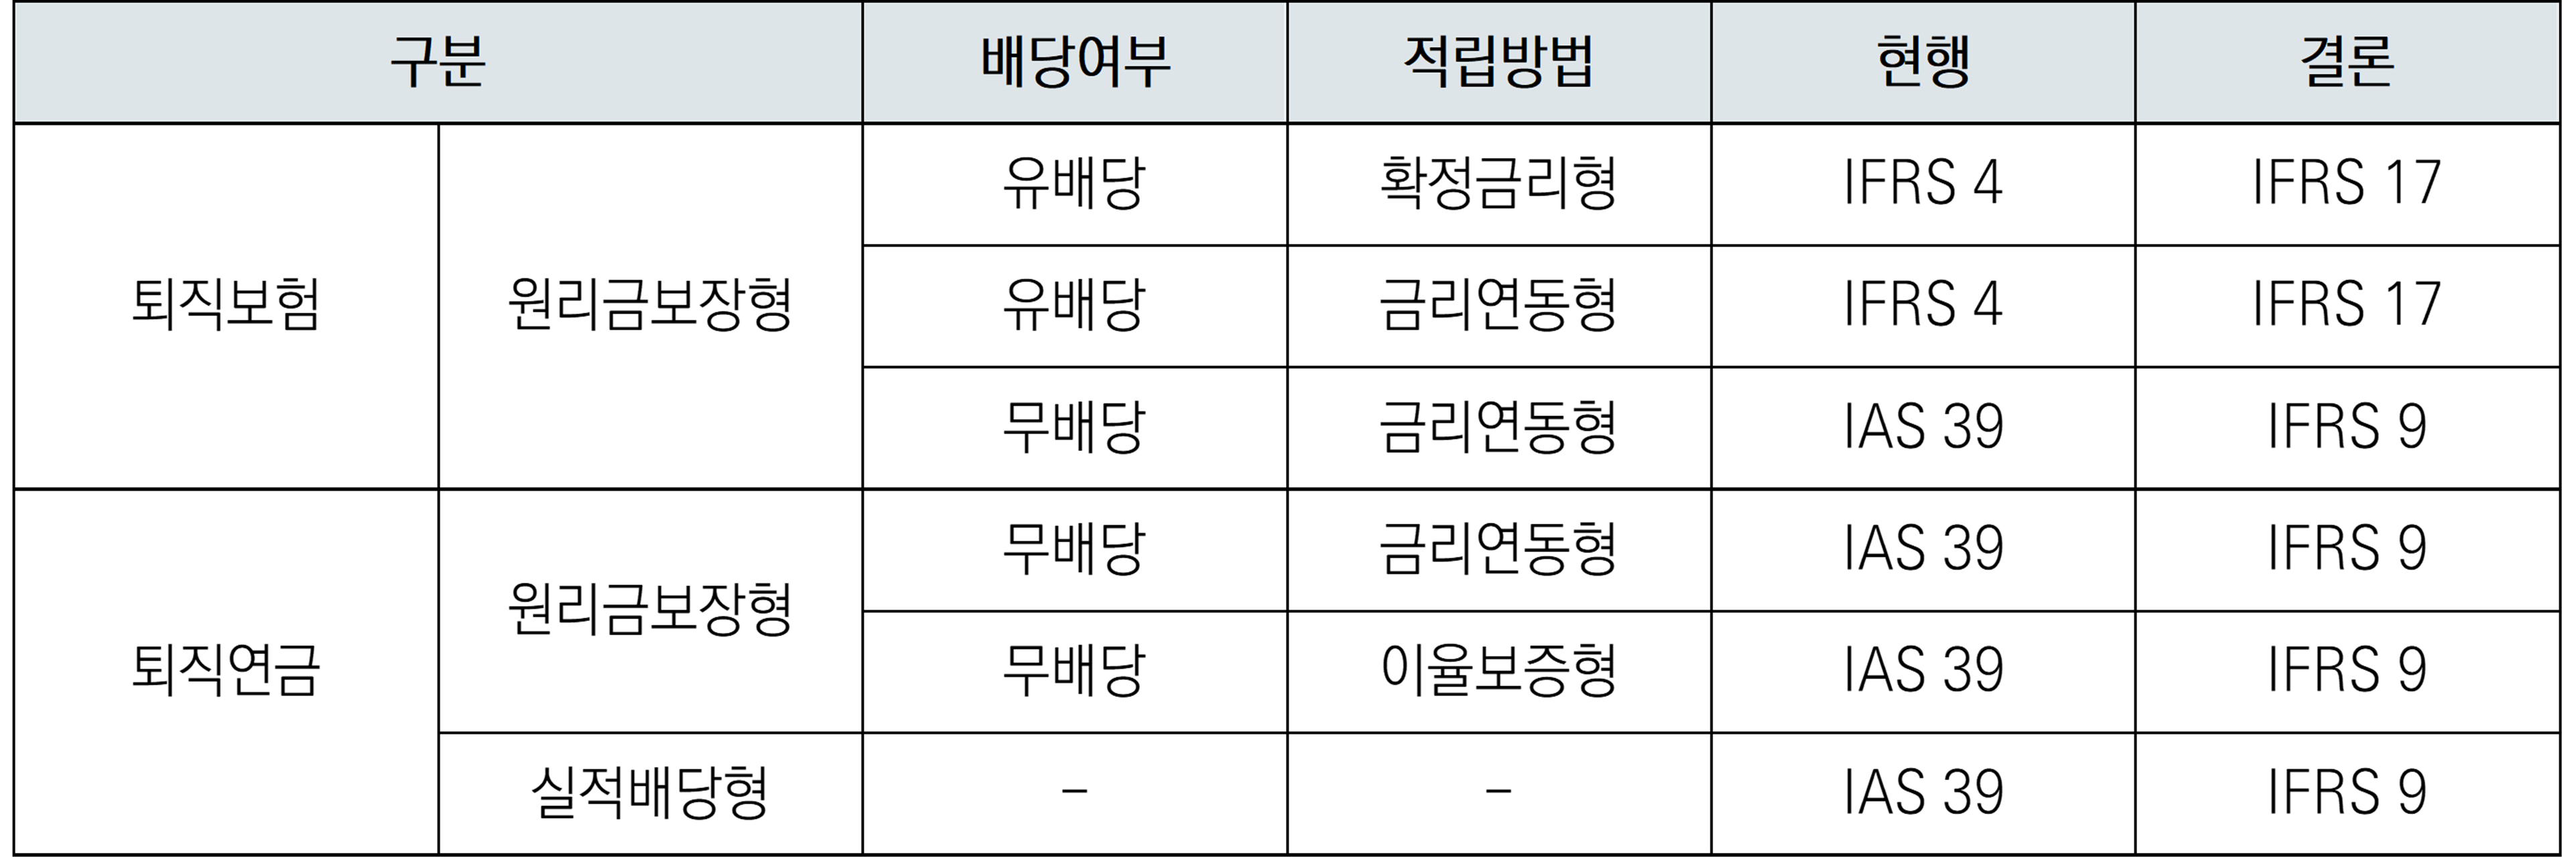 구분 배당여부 적립방법 현행 결론
퇴직보험 원리금보장형 유배당 확정금리형 IFRS 4 IFRS 17
유배당 금리연동형 IFRS 4 IFRS 17
무배당 금리연동형 IAS 39 IFRS 9
퇴직연금 원리금보장형 무배당 금리연동형 IAS 39 IFRS 9
무배당 이율보증형 IAS 39 IFRS 9
실적배당형 – – IAS 39 IFRS 9